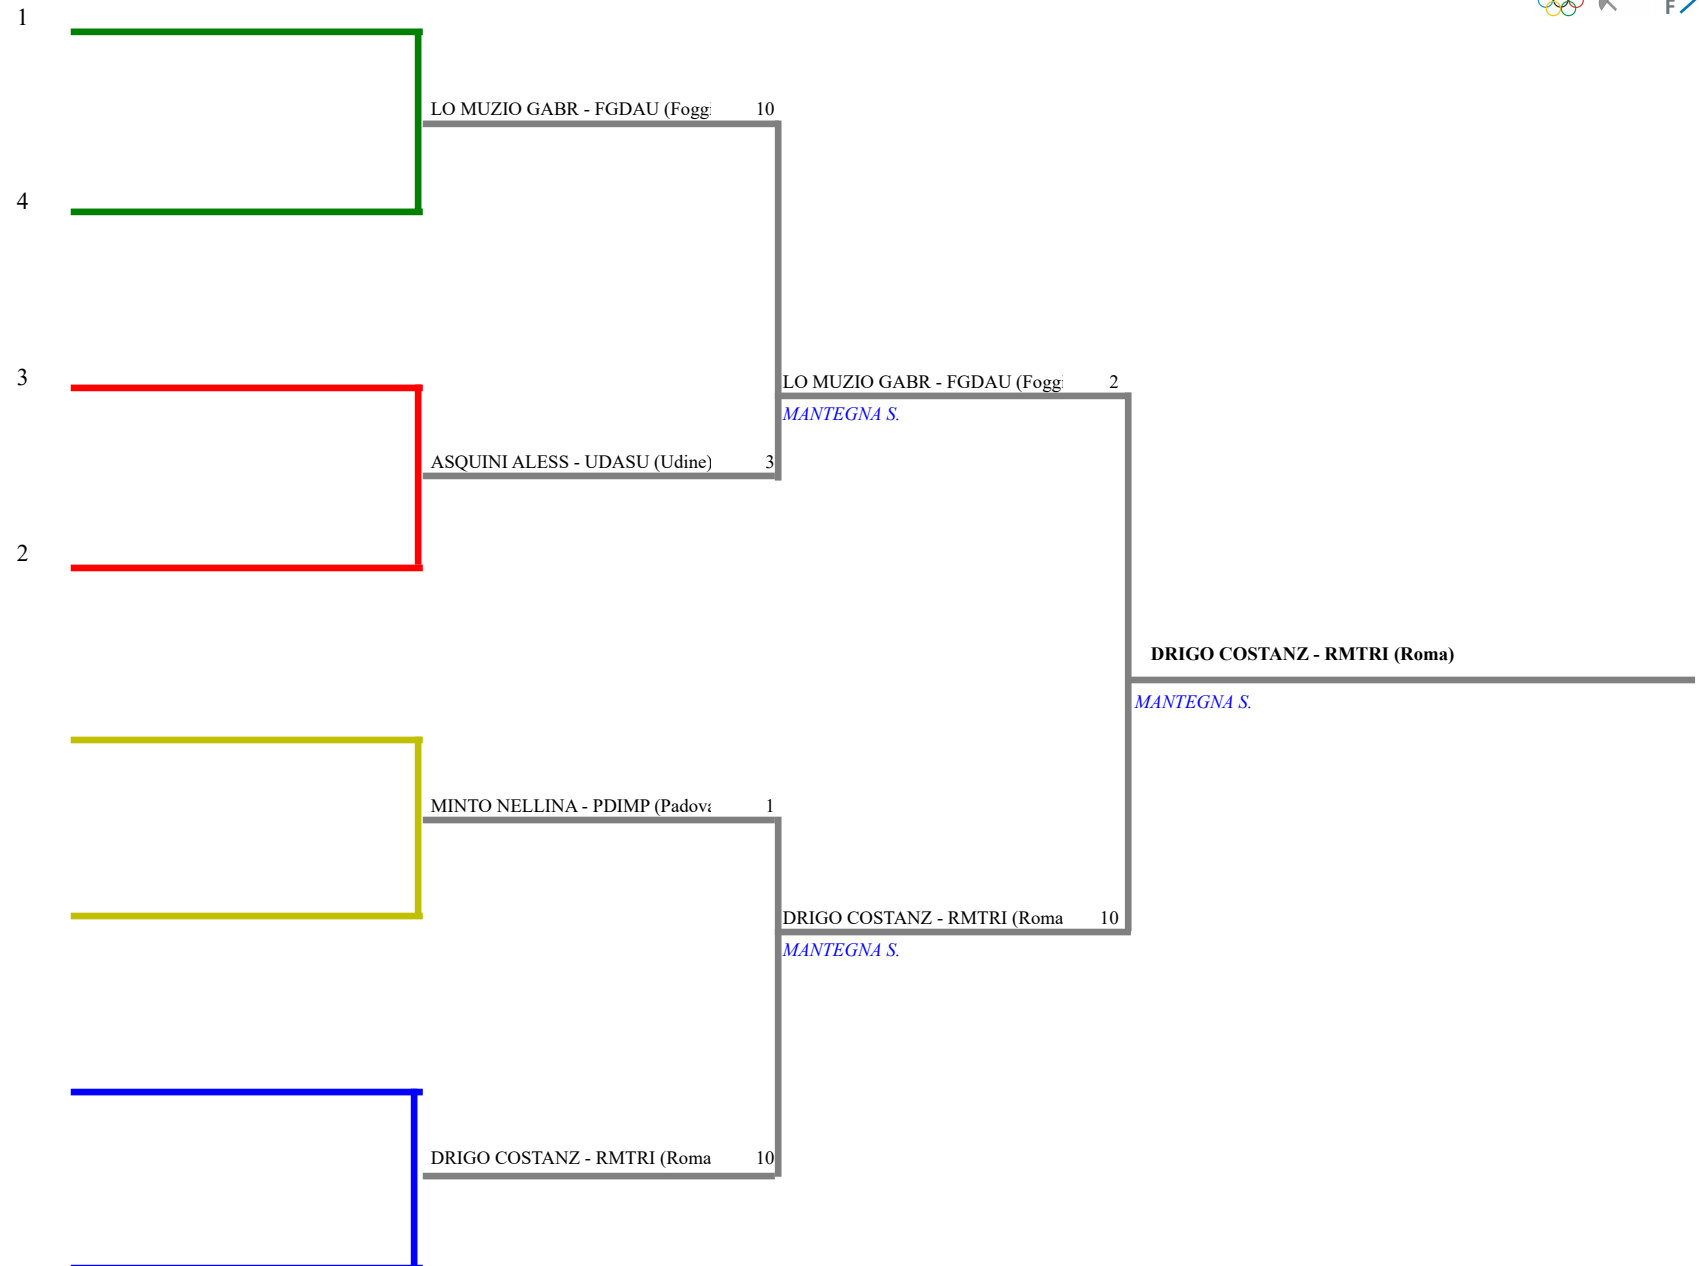 1
LO MUZIO GABR - FGDAU (Foggi 10
4
3
LO MUZIO GABR - FGDAU (Foggi 2
MANTEGNA S.
ASQUINI ALESS - UDASU (Udine) 3
2
DRIGO COSTANZ - RMTRI (Roma)
MANTEGNA S.
MINTO NELLINA - PDIMP (Padova 1
DRIGO COSTANZ - RMTRI (Roma 10
MANTEGNA S.
DRIGO COSTANZ - RMTRI (Roma 10
F